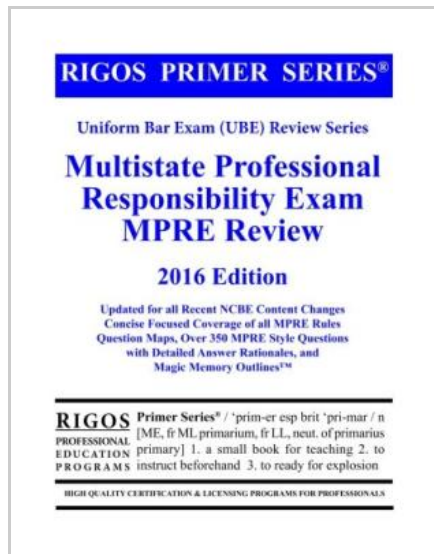 RIGOS PRIMER SERIES®
Uniform Bar Exam (UBE) Review Series
Multistate Professional
Responsibility Exam
MPRE Review
2016 Edition
Updated for all Recent NCBE Content Changes
Concise Focused Coverage of all MPRE Rules
Question Maps, Over 350 MPRE Style Questions
with Detailed Answer Rationales, and
Magic Memory Outlines™
RIGOS
PROFESSIONAL
EDUCATION
PROGRAMS
Primer Series® / 'prim-er esp brit 'pri-mar / n
[ME, fr ML primarium, fr LL, neut. of primarius
primary] 1. a small book for teaching 2. to
instruct beforehand 3. to ready for explosion
HIGH QUALITY CERTIFICATION & LICENSING PROGRAMS FOR PROFESSIONALS